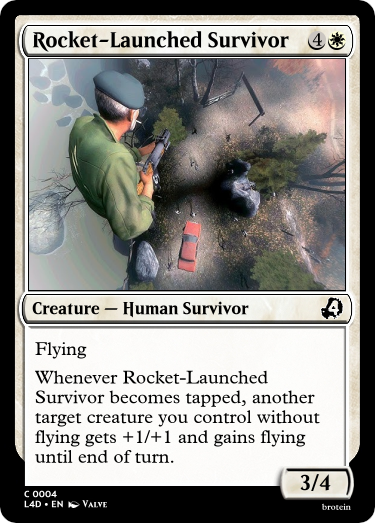 Rocket-Launched Survivor 4
Creature — Human Survivor
Flying
Whenever Rocket-Launched
Survivor becomes tapped, another
target creature you control without
flying gets +1/+1 and gains flying
until end of turn.
3/4
C 0004
L4D • EN Valve
brotein